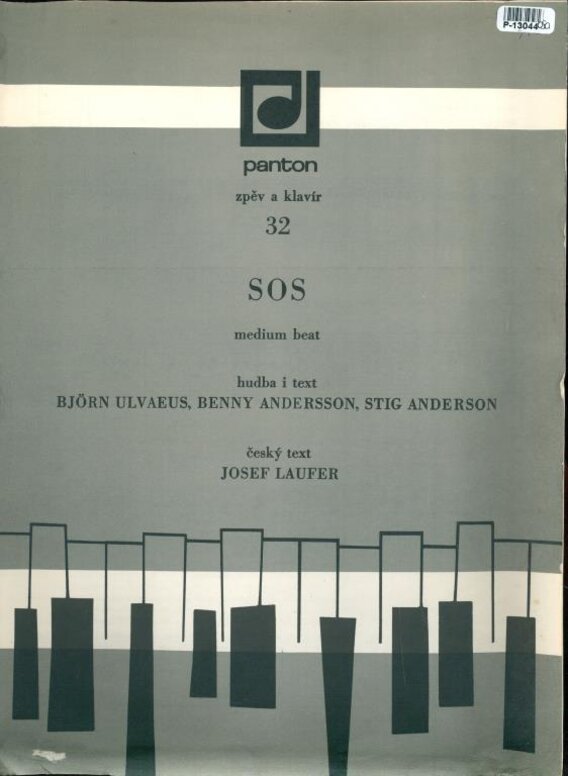 P-13044
panton
zpěv a klavír
32
SOS
medium beat
hudba i text
BJÖRN ULVAEUS, BENNY ANDERSSON, STIG ANDERSON
český text
JOSEF LAUFER